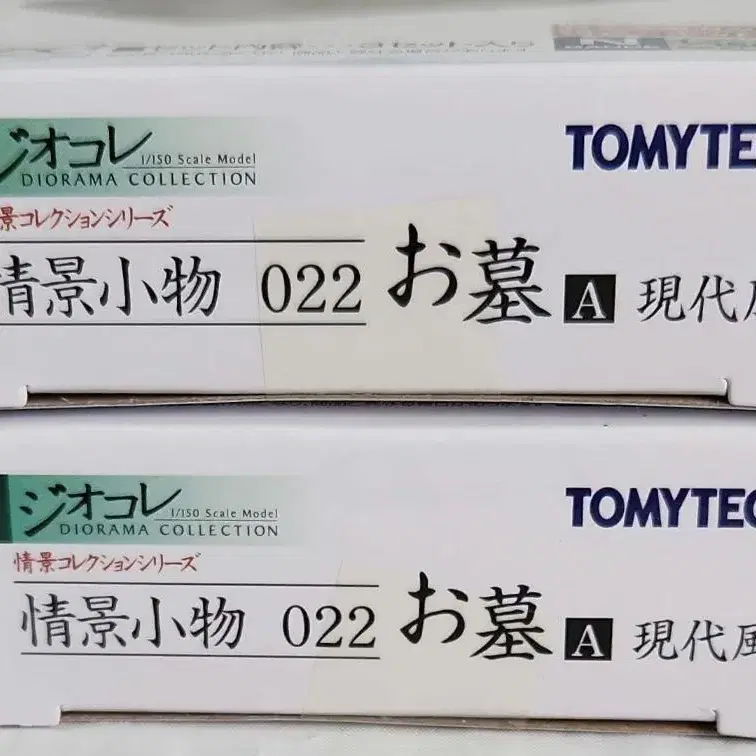 ジオコレ
1/150 Scale Model
DIORAMA COLLECTION
TOMYTE
景コレクションシリーズ
情景小物 022 お墓 A 現代風
ジオコレ
1/150 Scale Model
DIORAMA COLLECTION
TOMYTEC
情景コレクションシリーズ
情景小物 022 お墓 A 現代風